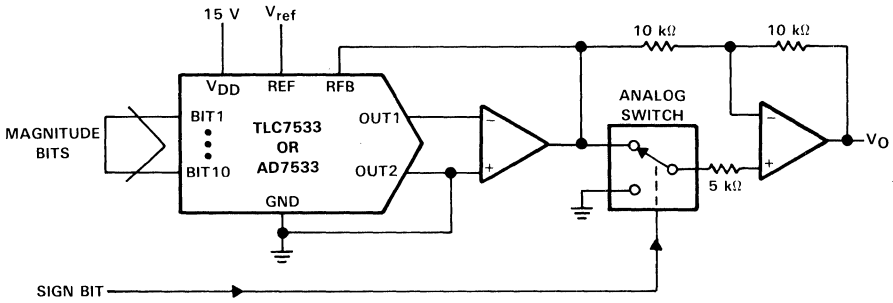 15 V
Vref
10 kΩ
10 kΩ
VDD
REF
RFB
ANALOG
SWITCH
BIT1
TLC7533
OR
AD7533
OUT1
MAGNITUDE
BITS
BIT10
OUT2
GND
−
+
−
+
VO
5 kΩ
SIGN BIT